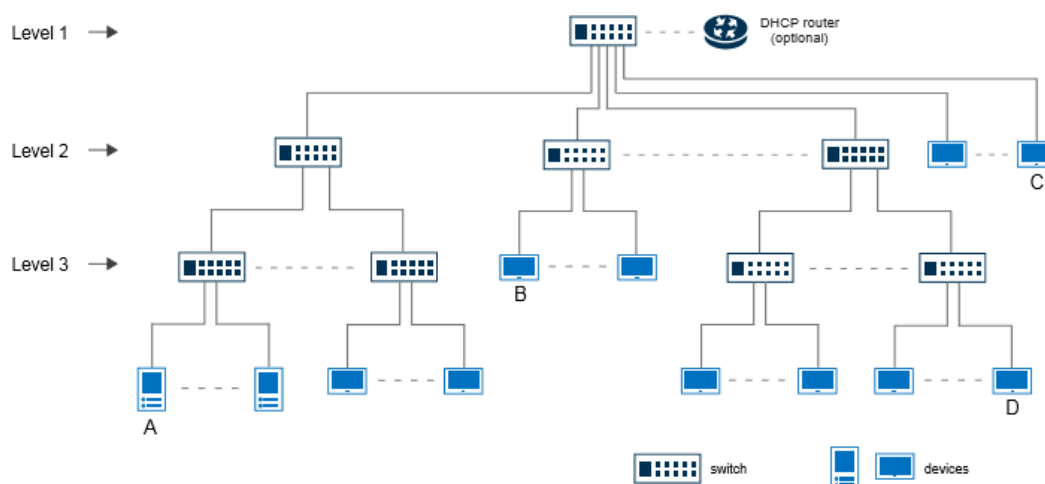 Level 1
DHCP router
(optional)
Level 2
C
Level 3
B
A
D
switch
devices